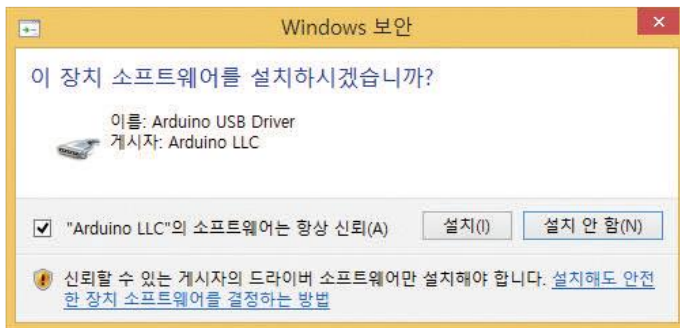 Windows 보안
이 장치 소프트웨어를 설치하시겠습니까?
이름: Arduino USB Driver
게시자: Arduino LLC
"Arduino LLC"의 소프트웨어는 항상 신뢰(A)
설치(I)
설치 안 함(N)
신뢰할 수 있는 게시자의 드라이버 소프트웨어만 설치해야 합니다. 설치해도 안전
한 장치 소프트웨어를 결정하는 방법